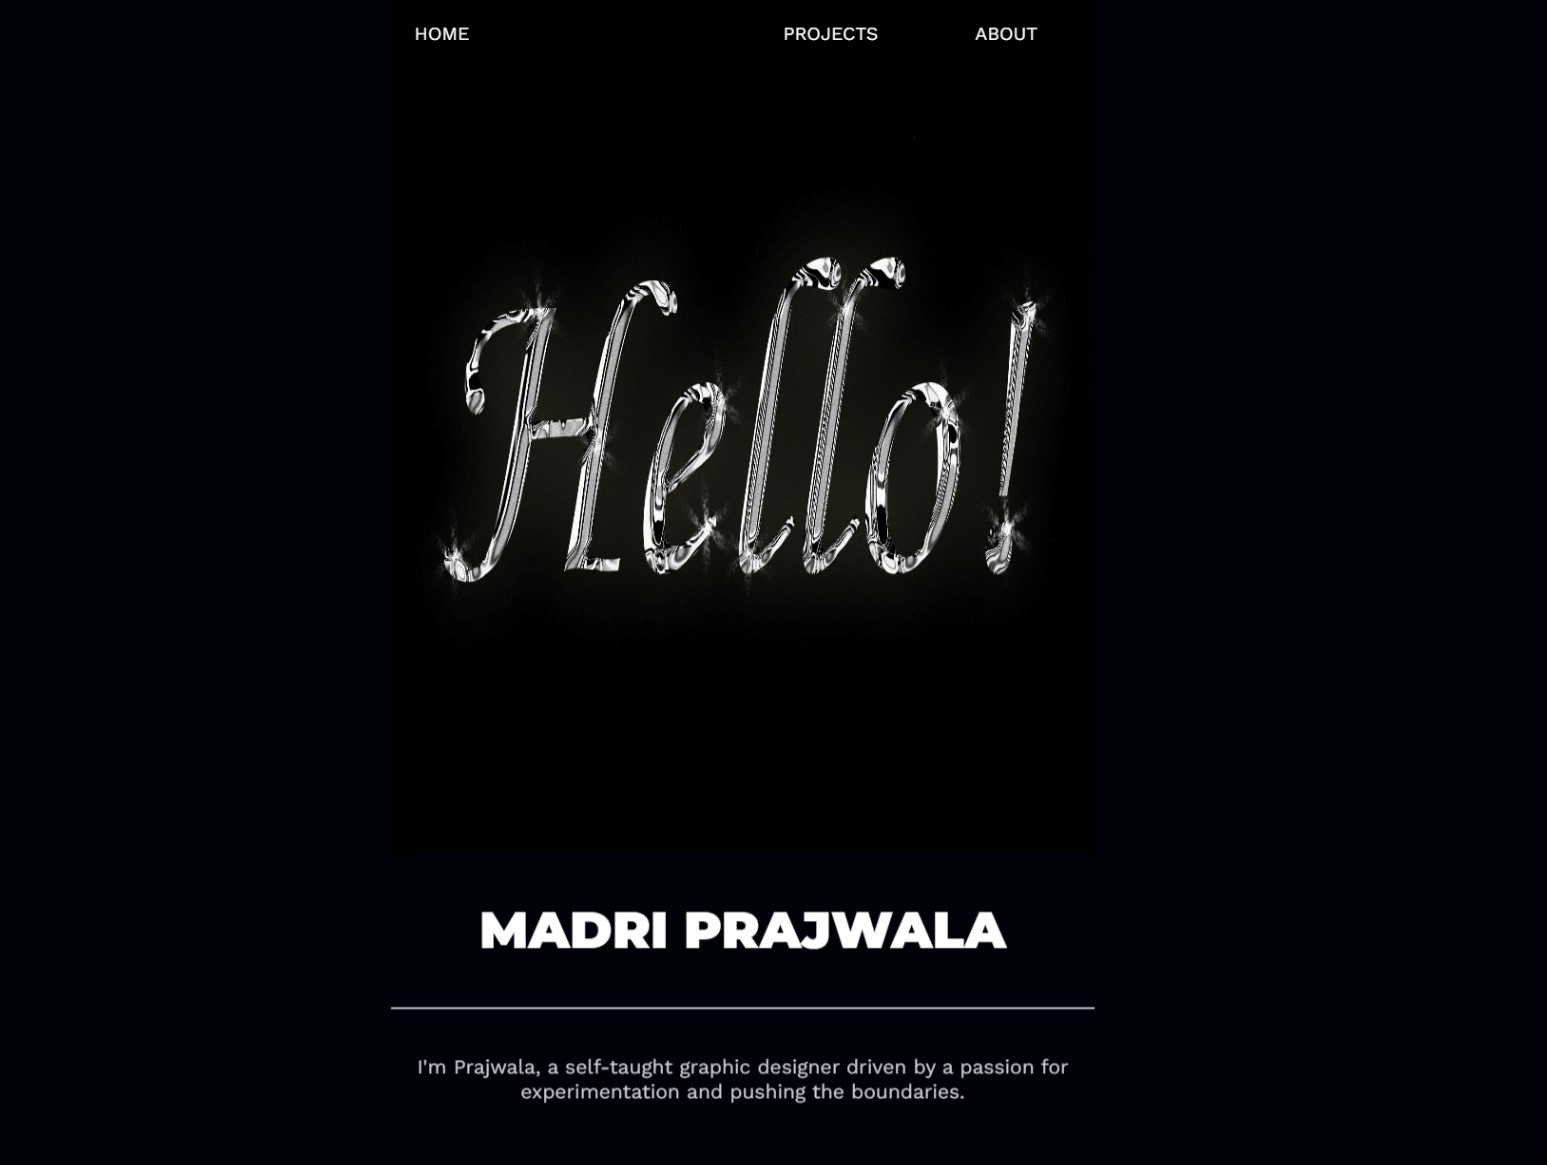 HOME PROJECTS ABOUT
Hello!
MADRI PRAJWALA
I'm Prajwala, a self-taught graphic designer driven by a passion for
experimentation and pushing the boundaries.